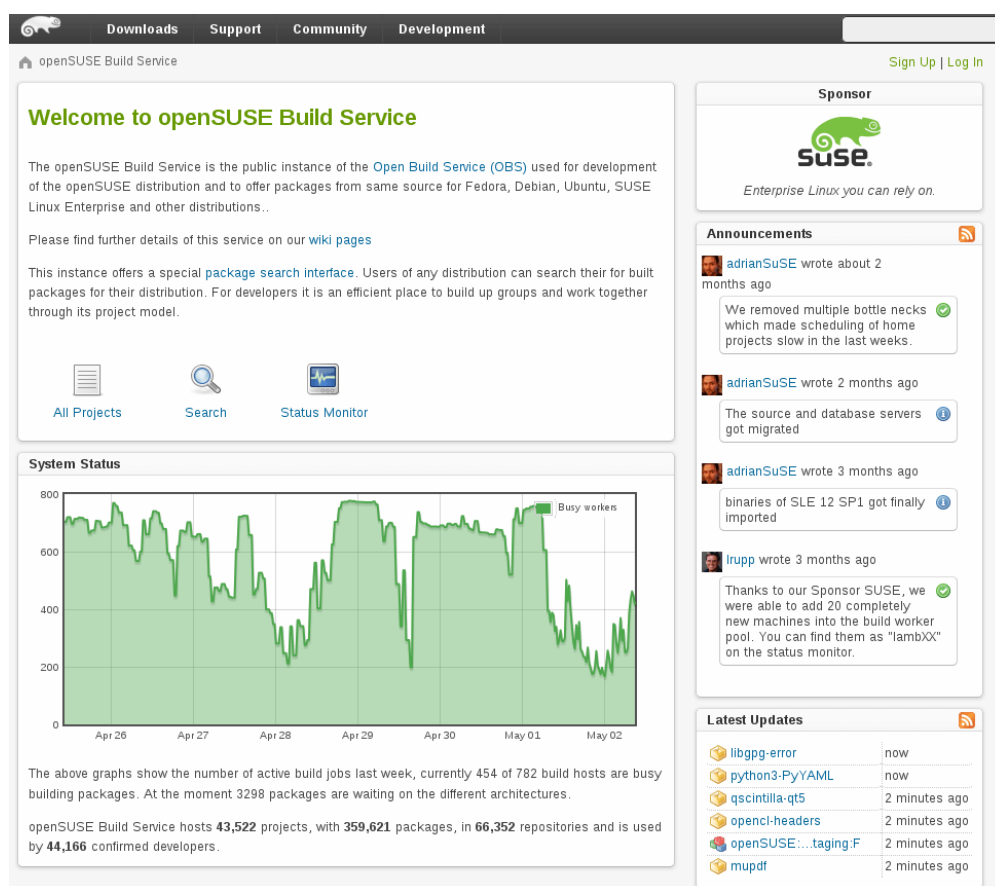 Downloads Support Community Development
openSUSE Build Service
Sign Up | Log In
Welcome to openSUSE Build Service
The openSUSE Build Service is the public instance of the Open Build Service (OBS) used for development
of the openSUSE distribution and to offer packages from same source for Fedora, Debian, Ubuntu, SUSE
Linux Enterprise and other distributions..
Please find further details of this service on our wiki pages
This instance offers a special package search interface. Users of any distribution can search their for built
packages for their distribution. For developers it is an efficient place to build up groups and work together
through its project model.
All Projects
Search
Status Monitor
System Status
800
600
400
200
0
Busy workers
Apr 26
Apr 27
Apr 28
Apr 29
Apr 30
May 01
May 02
The above graphs show the number of active build jobs last week, currently 454 of 782 build hosts are busy
building packages. At the moment 3298 packages are waiting on the different architectures.
openSUSE Build Service hosts 43,522 projects, with 359,621 packages, in 66,352 repositories and is used
by 44,166 confirmed developers.
Sponsor
SUSE.
Enterprise Linux you can rely on.
Announcements
adrianSuSE wrote about 2
months ago
We removed multiple bottle necks
which made scheduling of home
projects slow in the last weeks.
adrianSuSE wrote 2 months ago
The source and database servers
got migrated
adrianSuSE wrote 3 months ago
binaries of SLE 12 SP1 got finally
imported
lrupp wrote 3 months ago
Thanks to our Sponsor SUSE, we
were able to add 20 completely
new machines into the build worker
pool. You can find them as "lambXX"
on the status monitor.
Latest Updates
libgpg-error now
python3-PyYAML now
qscintilla-qt5 2 minutes ago
opencl-headers 2 minutes ago
openSUSE:...taging:F 2 minutes ago
mupdf 2 minutes ago